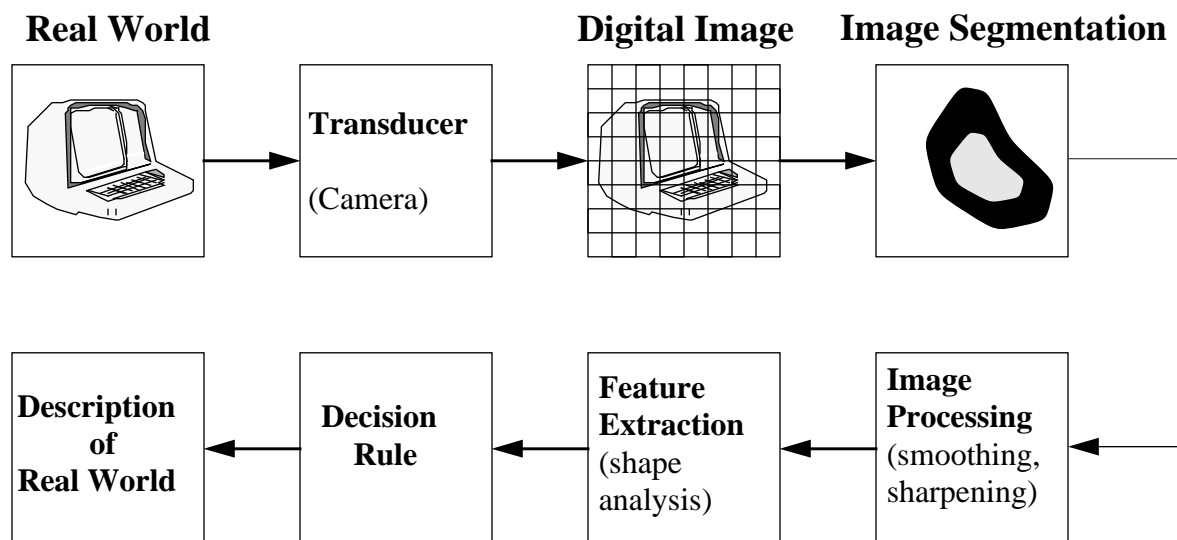 Real World
Digital Image
Image Segmentation
Transducer
(Camera)
Description
of
Real World
Decision
Rule
Feature
Extraction
(shape
analysis)
Image
Processing
(smoothing,
sharpening)